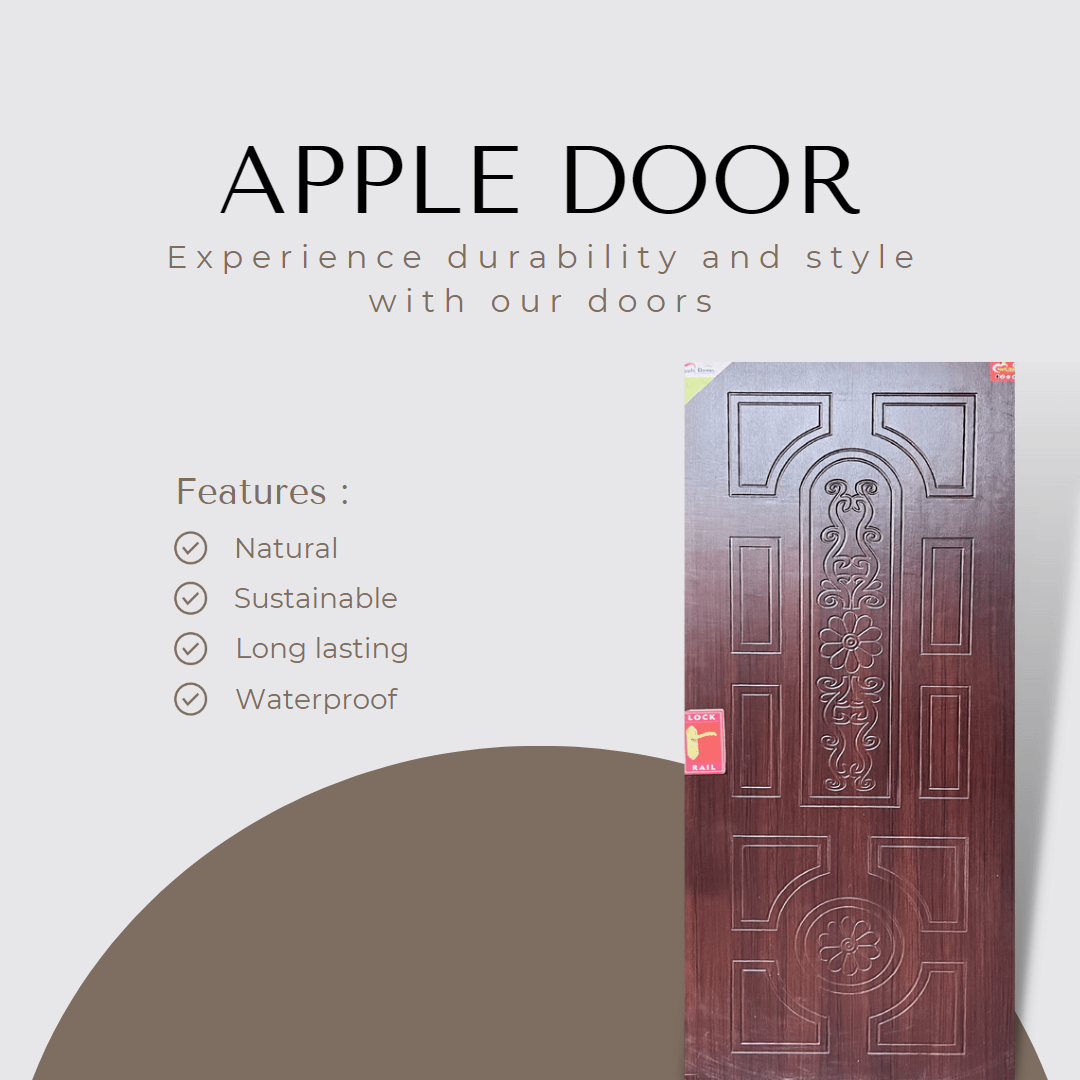 APPLE DOOR
Experience durability and style
with our doors
Features :
Natural
Sustainable
Long lasting
Waterproof
LOCK
RAIL